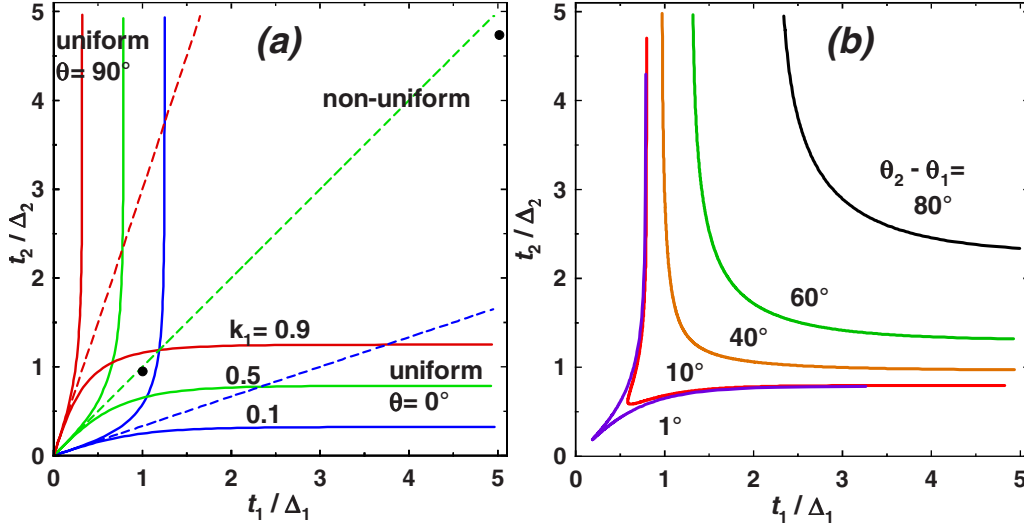 (a)
uniform
θ= 90°
non-uniform
k₁= 0.9
0.5
0.1
uniform
θ= 0°
t₂ / Δ₂
5
4
3
2
1
0
0 1 2 3 4 5
t₁ / Δ₁
(b)
θ₂ - θ₁=
80°
60°
40°
10°
1°
t₂ / Δ₂
5
4
3
2
1
0
0 1 2 3 4 5
t₁ / Δ₁